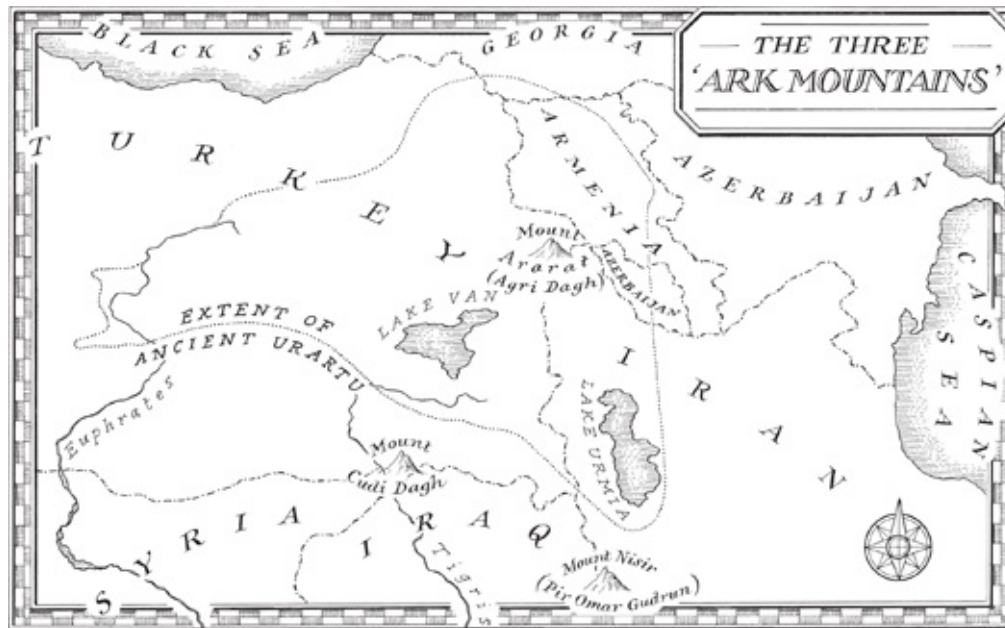 THE THREE
'ARK MOUNTAINS'
BLACK SEA
GEORGIA
TURKEY
ARMENIA
AZERBAIJAN
CASPIAN
SEA
Mount
Ararat
(Agri Dagh)
AZERBAIJAN
LAKE VAN
EXTENT OF
ANCIENT URARTU
Euphrates
IRAN
LAKE URMIA
Mount
Cudi Dagh
SYRIA
IRAQ
Tigris
Mount Nisir
(Pir Omar Gudrun)